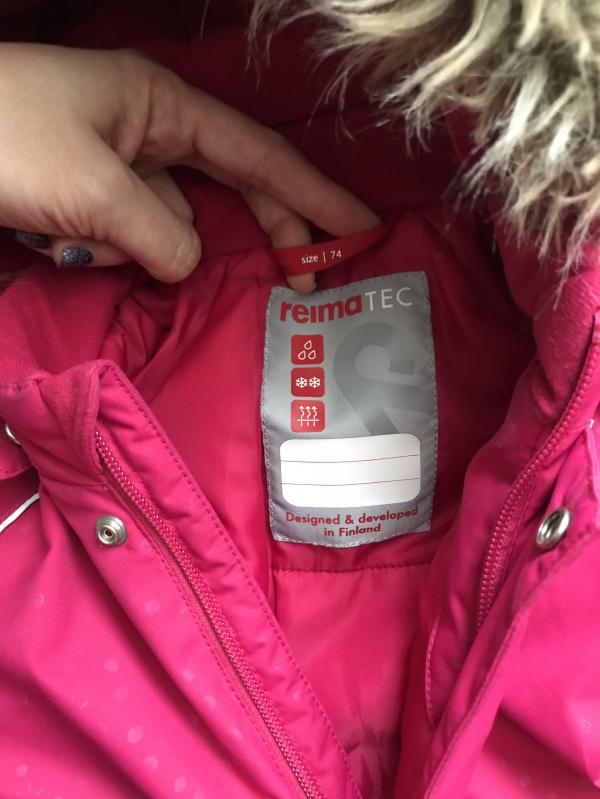 size | 74
reimaTEC
Designed & developed
in Finland